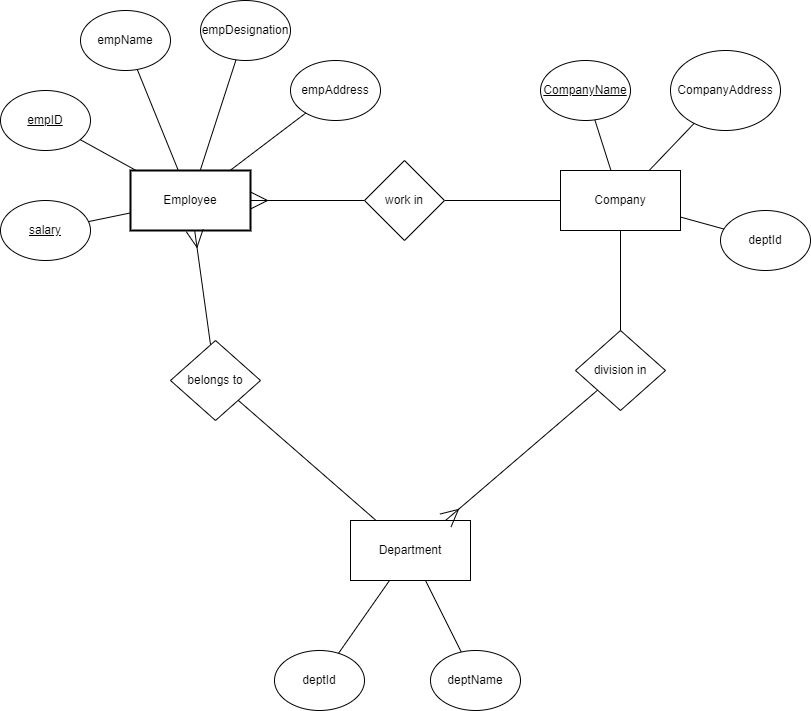 empDesignation
empName
empAddress
CompanyName
CompanyAddress
empID
Employee
work in
Company
salary
deptId
belongs to
division in
Department
deptId
deptName